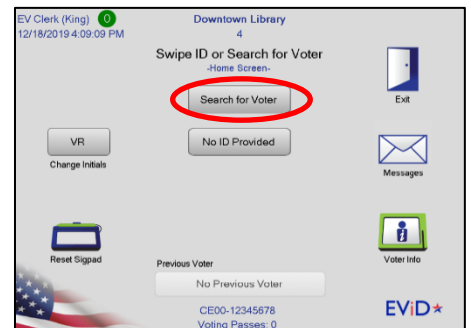 EV Clerk (King) 0
12/18/2019 4:09:09 PM
Downtown Library
4
Swipe ID or Search for Voter
-Home Screen-
Search for Voter
Exit
VR
Change Initials
No ID Provided
Messages
Reset Sigpad
Voter Info
Previous Voter
No Previous Voter
CE00-12345678
Voting Passes: 0
EViD